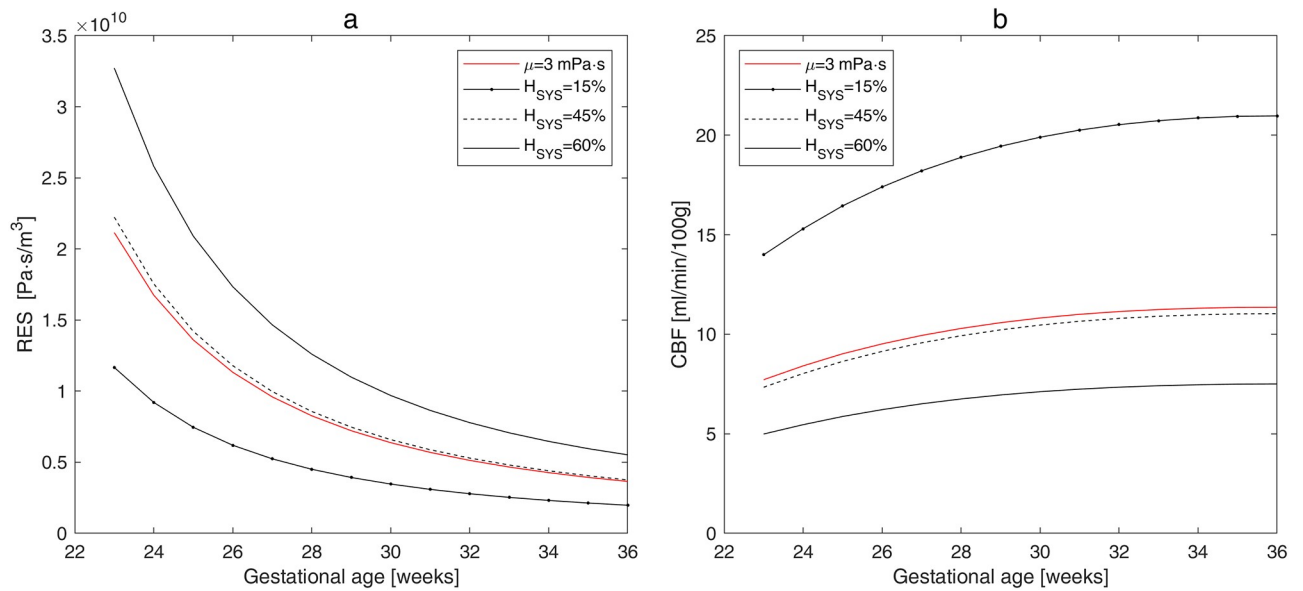 a
×10¹⁰
3.5
3
2.5
2
1.5
1
0.5
0
22 24 26 28 30 32 34 36
RES [Pa·s/m³]
Gestational age [weeks]
μ=3 mPa·s
H_SYS=15%
H_SYS=45%
H_SYS=60%
b
25
20
15
10
5
0
22 24 26 28 30 32 34 36
CBF [ml/min/100g]
Gestational age [weeks]
μ=3 mPa·s
H_SYS=15%
H_SYS=45%
H_SYS=60%